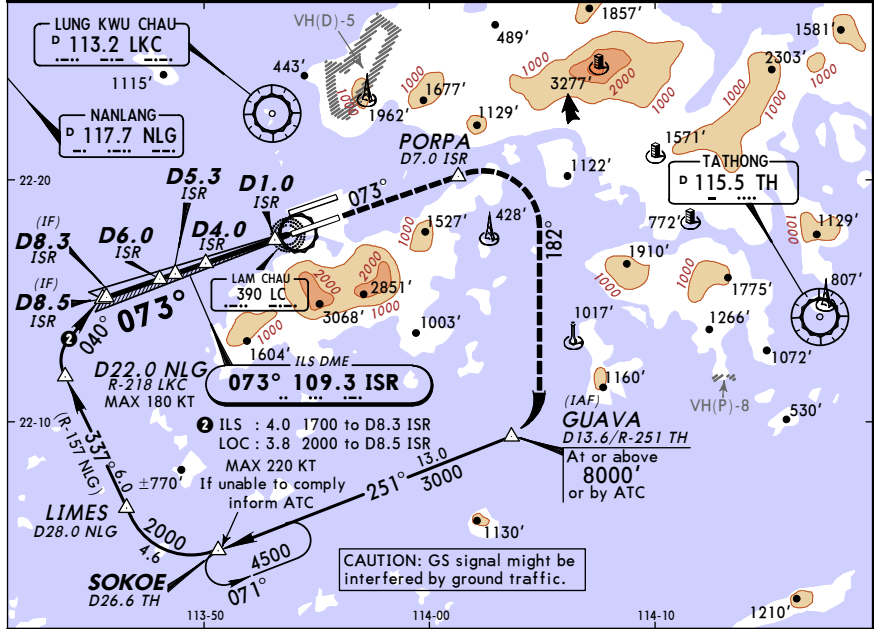 LUNG KWU CHAU
D 113.2 LKC
1115'
NANLANG
D 117.7 NLG
VH(D)-5
443'
489'
1857'
1581'
2303'
1000
1000
1962'
1677'
1129'
3277'
2000
1000
1000
1000
1000
1571'
1122'
TATHONG
D 115.5 TH
PORPA
D7.0 ISR
22-20
D5.3
ISR
D1.0
ISR
073°
(IF)
D8.3
ISR
D6.0
ISR
D4.0
ISR
(IF)
D8.5
ISR
073°
1000
1527'
428'
182°
772'
1000
1129'
LAM CHAU
390 LC
2000
2000
2851'
3068'
1000
1000
1604'
1003'
1000
1910'
1000
1775'
807'
1017'
1266'
1072'
2
040°
D22.0 NLG
R-218 LKC
MAX 180 KT
ILS DME
073° 109.3 ISR
1160'
VH(P)-8
530'
22-10
2 ILS : 4.0 1700 to D8.3 ISR
LOC : 3.8 2000 to D8.5 ISR
(IAF)
GUAVA
D13.6/R-251 TH
At or above
8000'
or by ATC
337°
6.0
(R-157 NLG)
±770'
MAX 220 KT
If unable to comply
inform ATC
251°
13.0
3000
LIMES
D28.0 NLG
2000
4.6
1130'
SOKOE
D26.6 TH
4500
071°
CAUTION: GS signal might be
interfered by ground traffic.
1210'
113-50
114-00
114-10